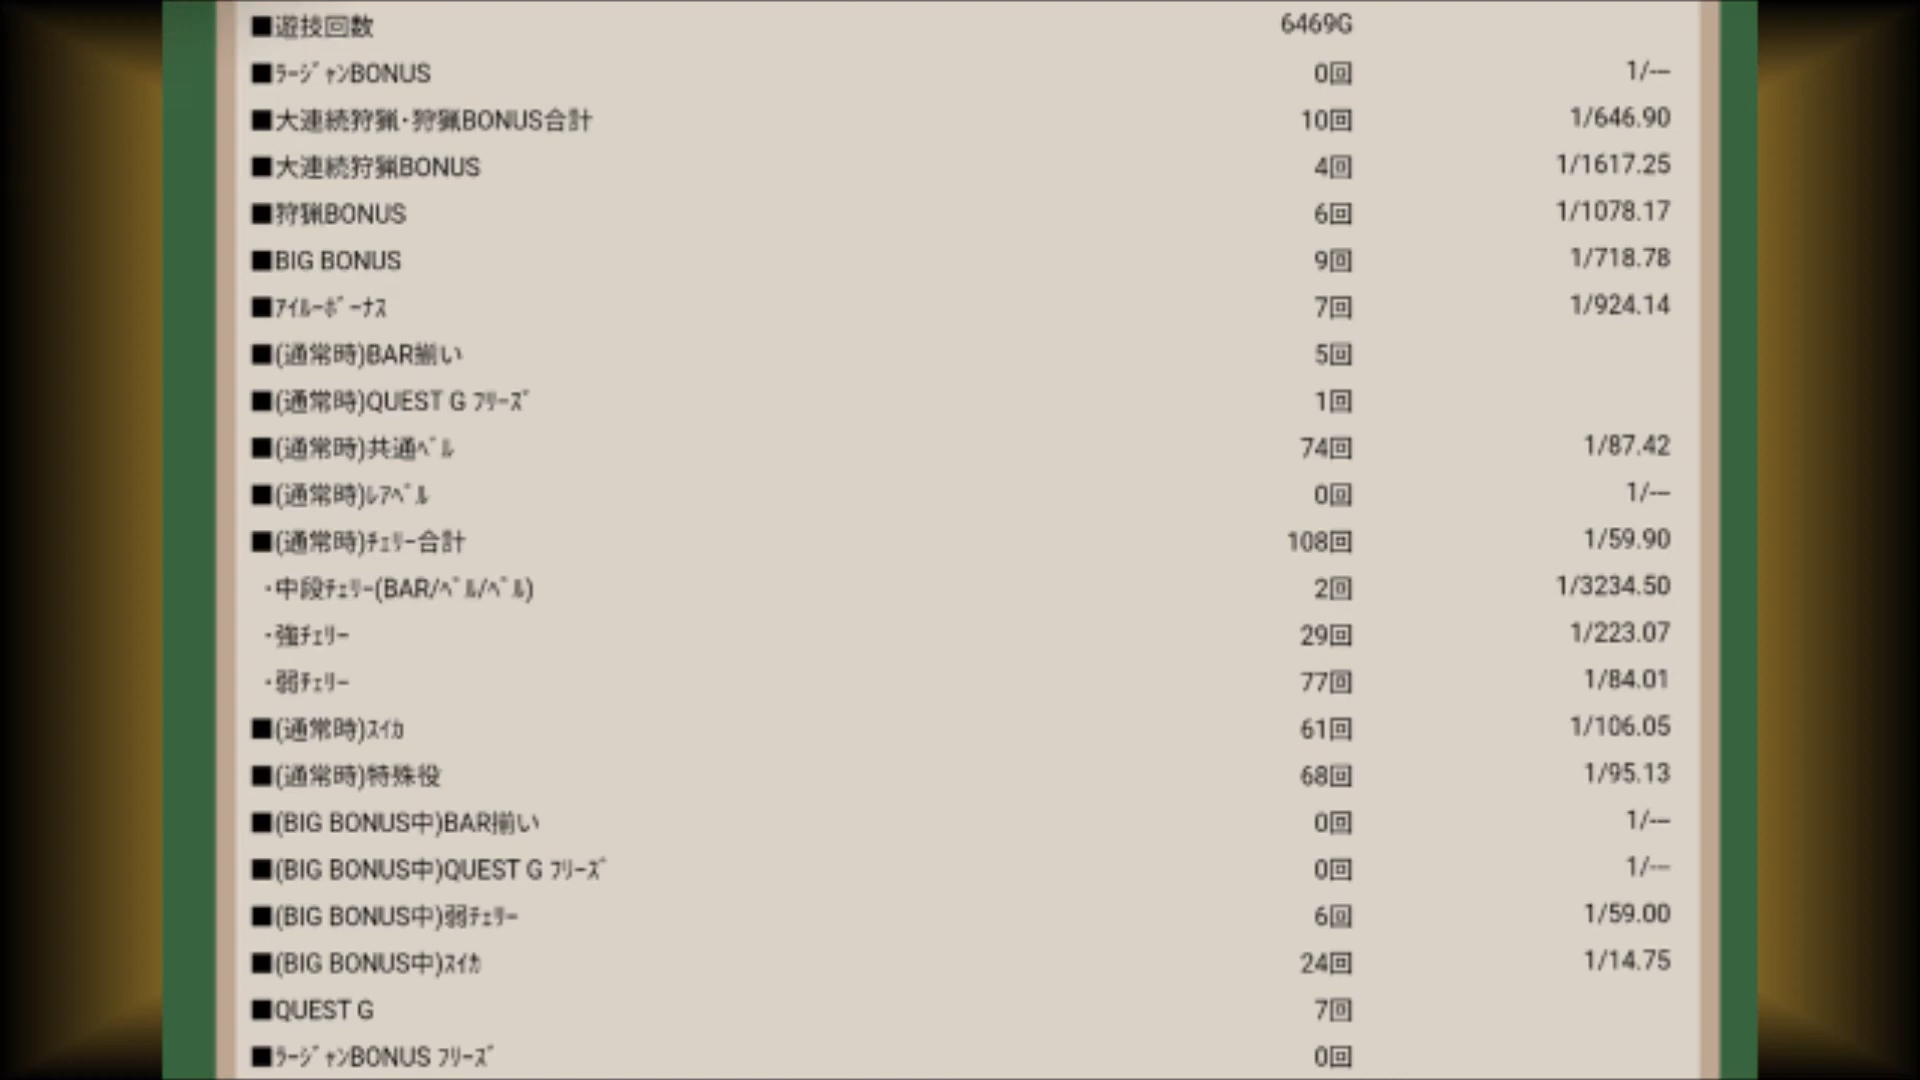 ■遊技回数 6469G
■ﾗｰｼﾞｬﾝBONUS 0回 1/---
■大連続狩猟･狩猟BONUS合計 10回 1/646.90
■大連続狩猟BONUS 4回 1/1617.25
■狩猟BONUS 6回 1/1078.17
■BIG BONUS 9回 1/718.78
■ｱｲﾙｰﾎﾞｰﾅｽ 7回 1/924.14
■(通常時)BAR揃い 5回
■(通常時)QUEST G ﾌﾘｰｽﾞ 1回
■(通常時)共通ﾍﾞﾙ 74回 1/87.42
■(通常時)ﾚｱﾍﾞﾙ 0回 1/---
■(通常時)ﾁｪﾘｰ合計 108回 1/59.90
･中段ﾁｪﾘｰ(BAR/ﾍﾞﾙ/ﾍﾞﾙ) 2回 1/3234.50
･強ﾁｪﾘｰ 29回 1/223.07
･弱ﾁｪﾘｰ 77回 1/84.01
■(通常時)ｽｲｶ 61回 1/106.05
■(通常時)特殊役 68回 1/95.13
■(BIG BONUS中)BAR揃い 0回 1/---
■(BIG BONUS中)QUEST G ﾌﾘｰｽﾞ 0回 1/---
■(BIG BONUS中)弱ﾁｪﾘｰ 6回 1/59.00
■(BIG BONUS中)ｽｲｶ 24回 1/14.75
■QUEST G 7回
■ﾗｰｼﾞｬﾝBONUS ﾌﾘｰｽﾞ 0回